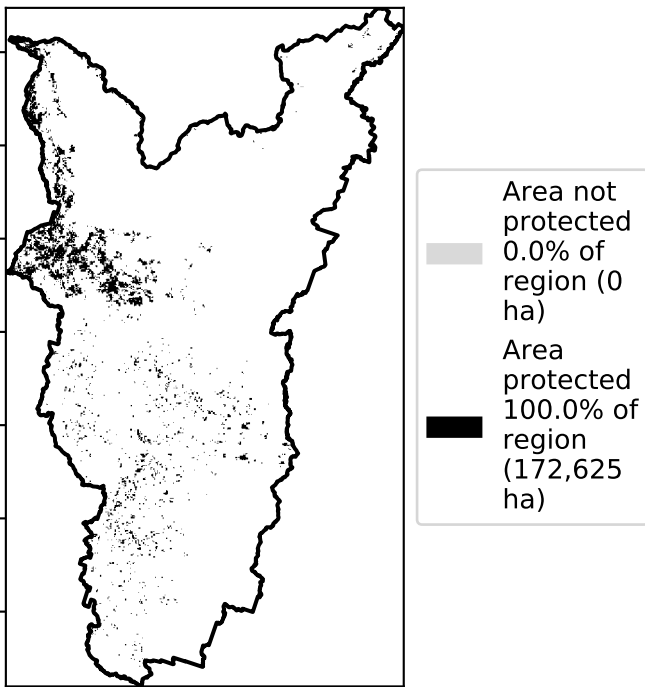 Area not
protected
0.0% of
region (0
ha)
Area
protected
100.0% of
region
(172,625
ha)